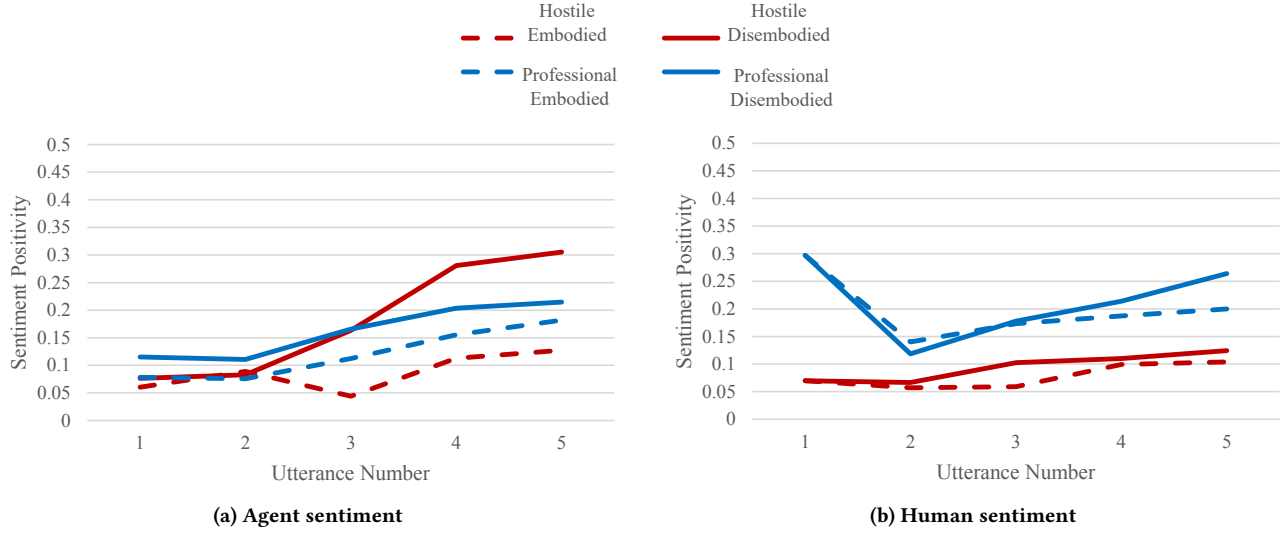 Hostile
Embodied
Hostile
Disembodied
Professional
Embodied
Professional
Disembodied
Sentiment Positivity
0.5
0.45
0.4
0.35
0.3
0.25
0.2
0.15
0.1
0.05
0
1 2 3 4 5
Utterance Number
(a) Agent sentiment
Sentiment Positivity
0.5
0.45
0.4
0.35
0.3
0.25
0.2
0.15
0.1
0.05
0
1 2 3 4 5
Utterance Number
(b) Human sentiment